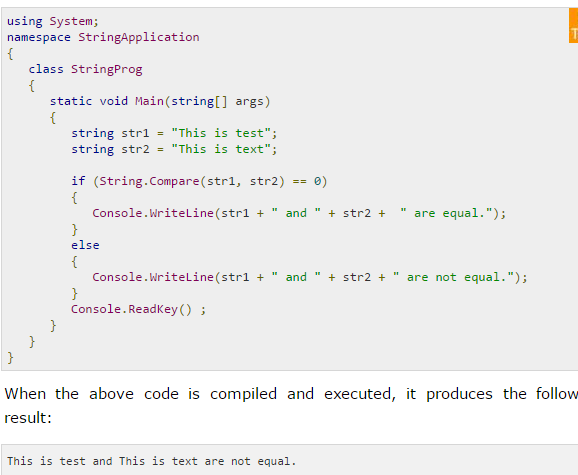 using System;
namespace StringApplication
{
   class StringProg
   {
      static void Main(string[] args)
      {
         string str1 = "This is test";
         string str2 = "This is text";

         if (String.Compare(str1, str2) == 0)
         {
            Console.WriteLine(str1 + " and " + str2 +  " are equal.");
         }
         else
         {
            Console.WriteLine(str1 + " and " + str2 + " are not equal.");
         }
         Console.ReadKey() ;
      }
   }
}
When the above code is compiled and executed, it produces the follow
result:
This is test and This is text are not equal.